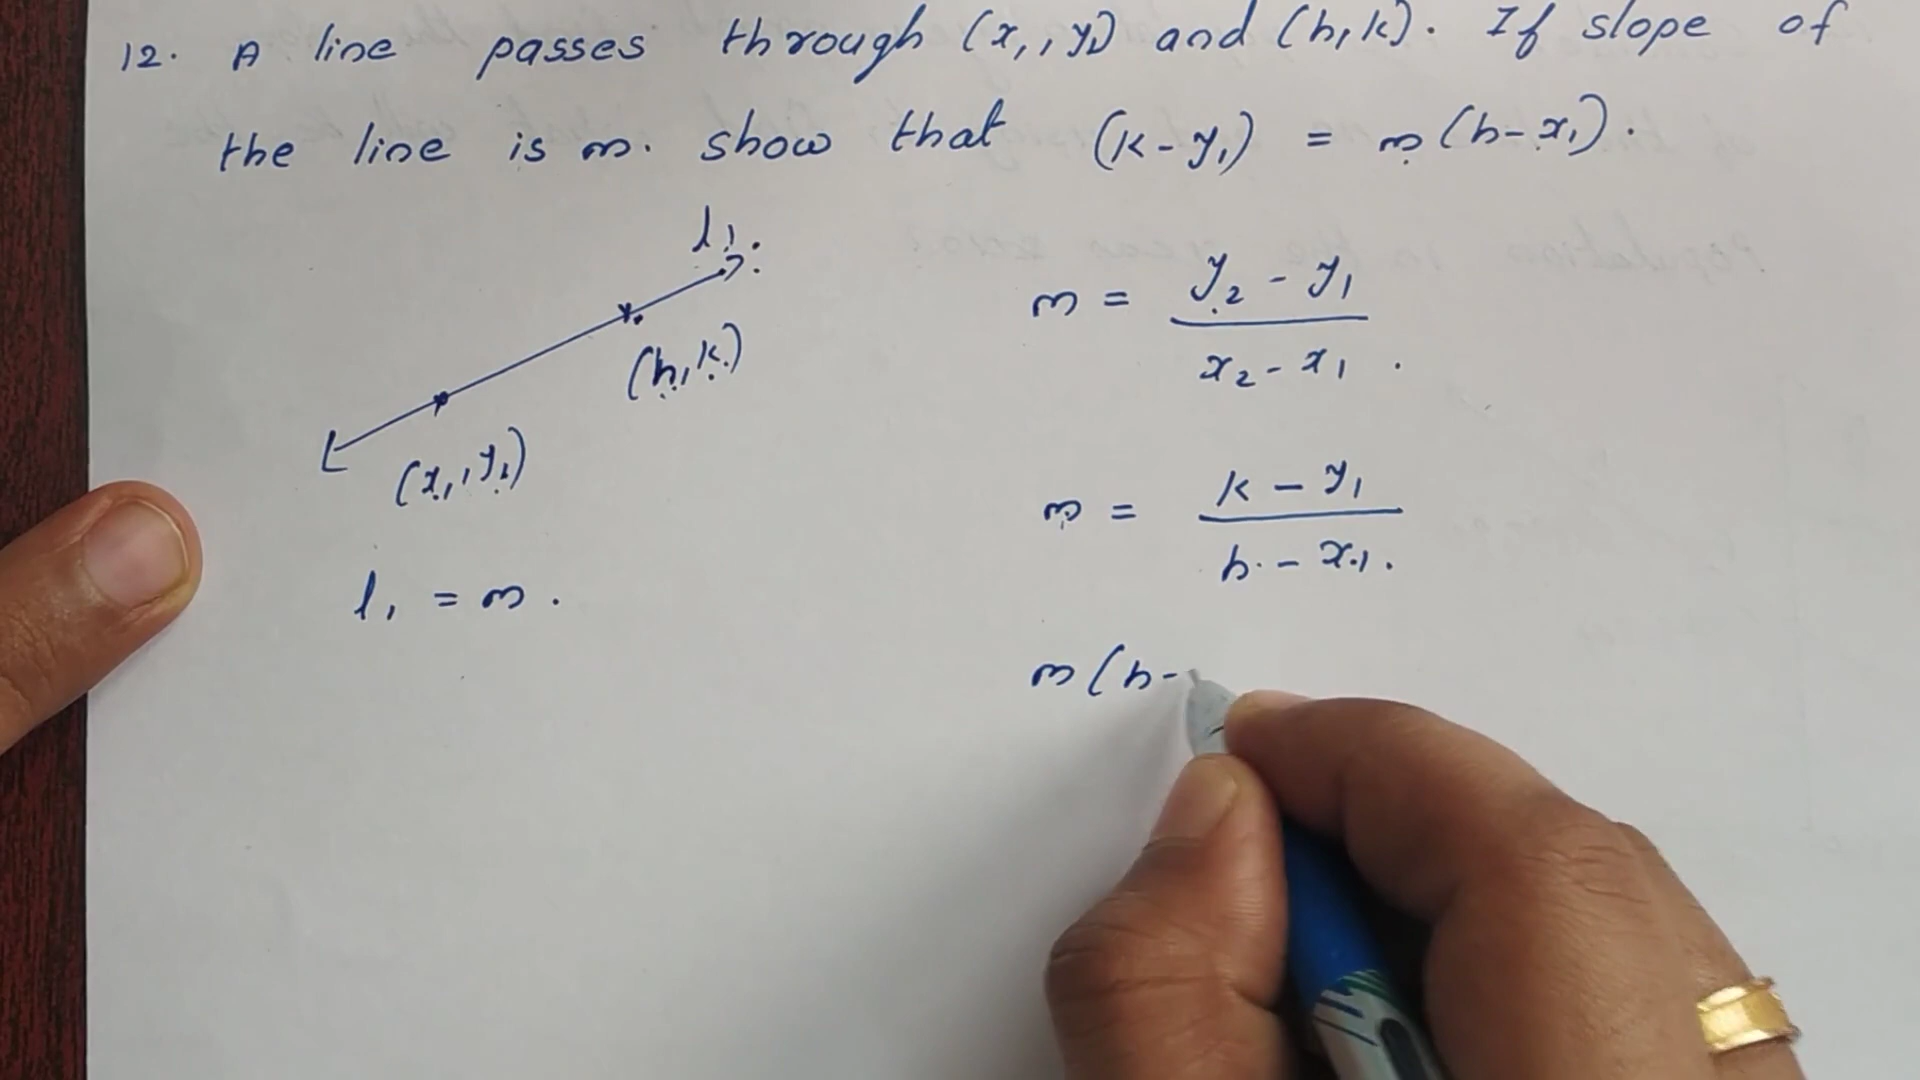 12. A line passes through (x₁, y₁) and (h, k). If slope of
the line is m. show that (k - y₁) = m (h - x₁).
l₁.
(h, k)
(x₁, y₁)
l₁ = m.
m = y₂ - y₁
x₂ - x₁.
m = k - y₁
h - x₁.
m (h -